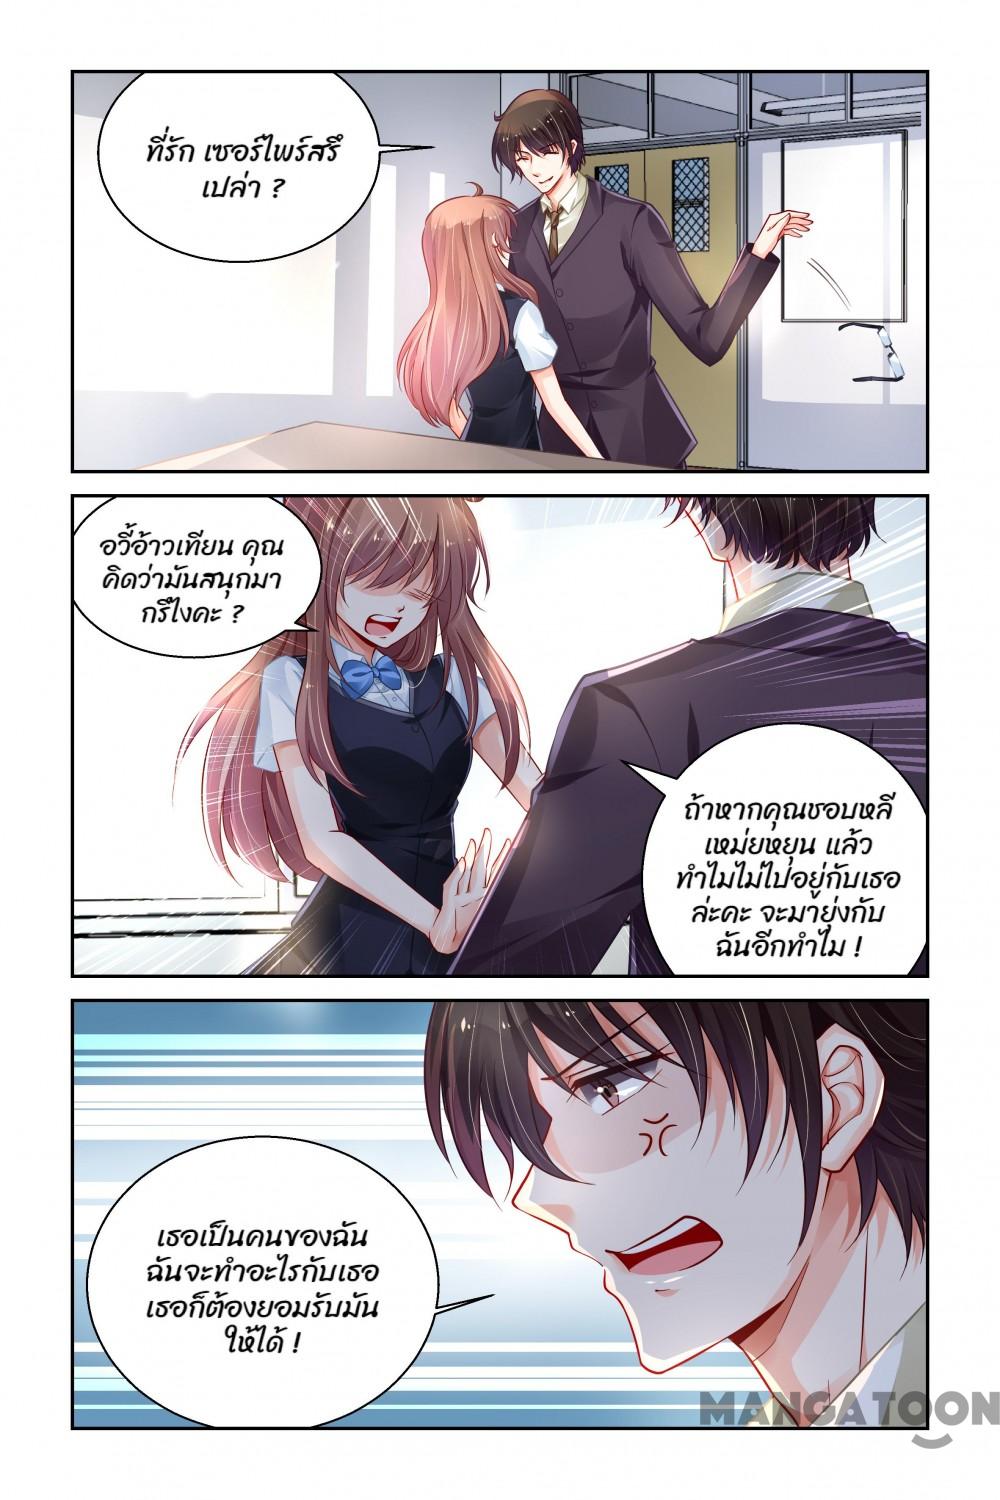 ที่รัก เซอร์ไพร์สรึ
เปล่า ?
อวี้อ้าวเทียน คุณ
คิดว่ามันสนุกมา
กรึไงคะ ?
ถ้าหากคุณชอบหลี
เหม่ยหยุน แล้ว
ทำไมไม่ไปอยู่กับเธอ
ล่ะคะ จะมายุ่งกับ
ฉันอีกทำไม !
เธอเป็นคนของฉัน
ฉันจะทำอะไรกับเธอ
เธอก็ต้องยอมรับมัน
ให้ได้ !
MANGATOON